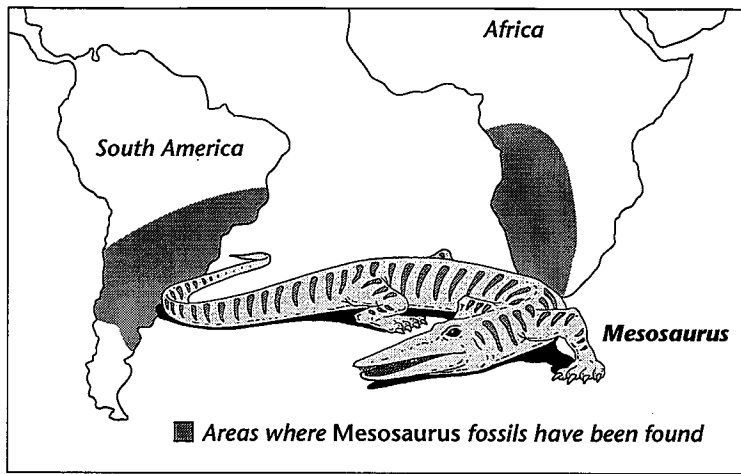 Africa
South America
Mesosaurus
Areas where Mesosaurus fossils have been found